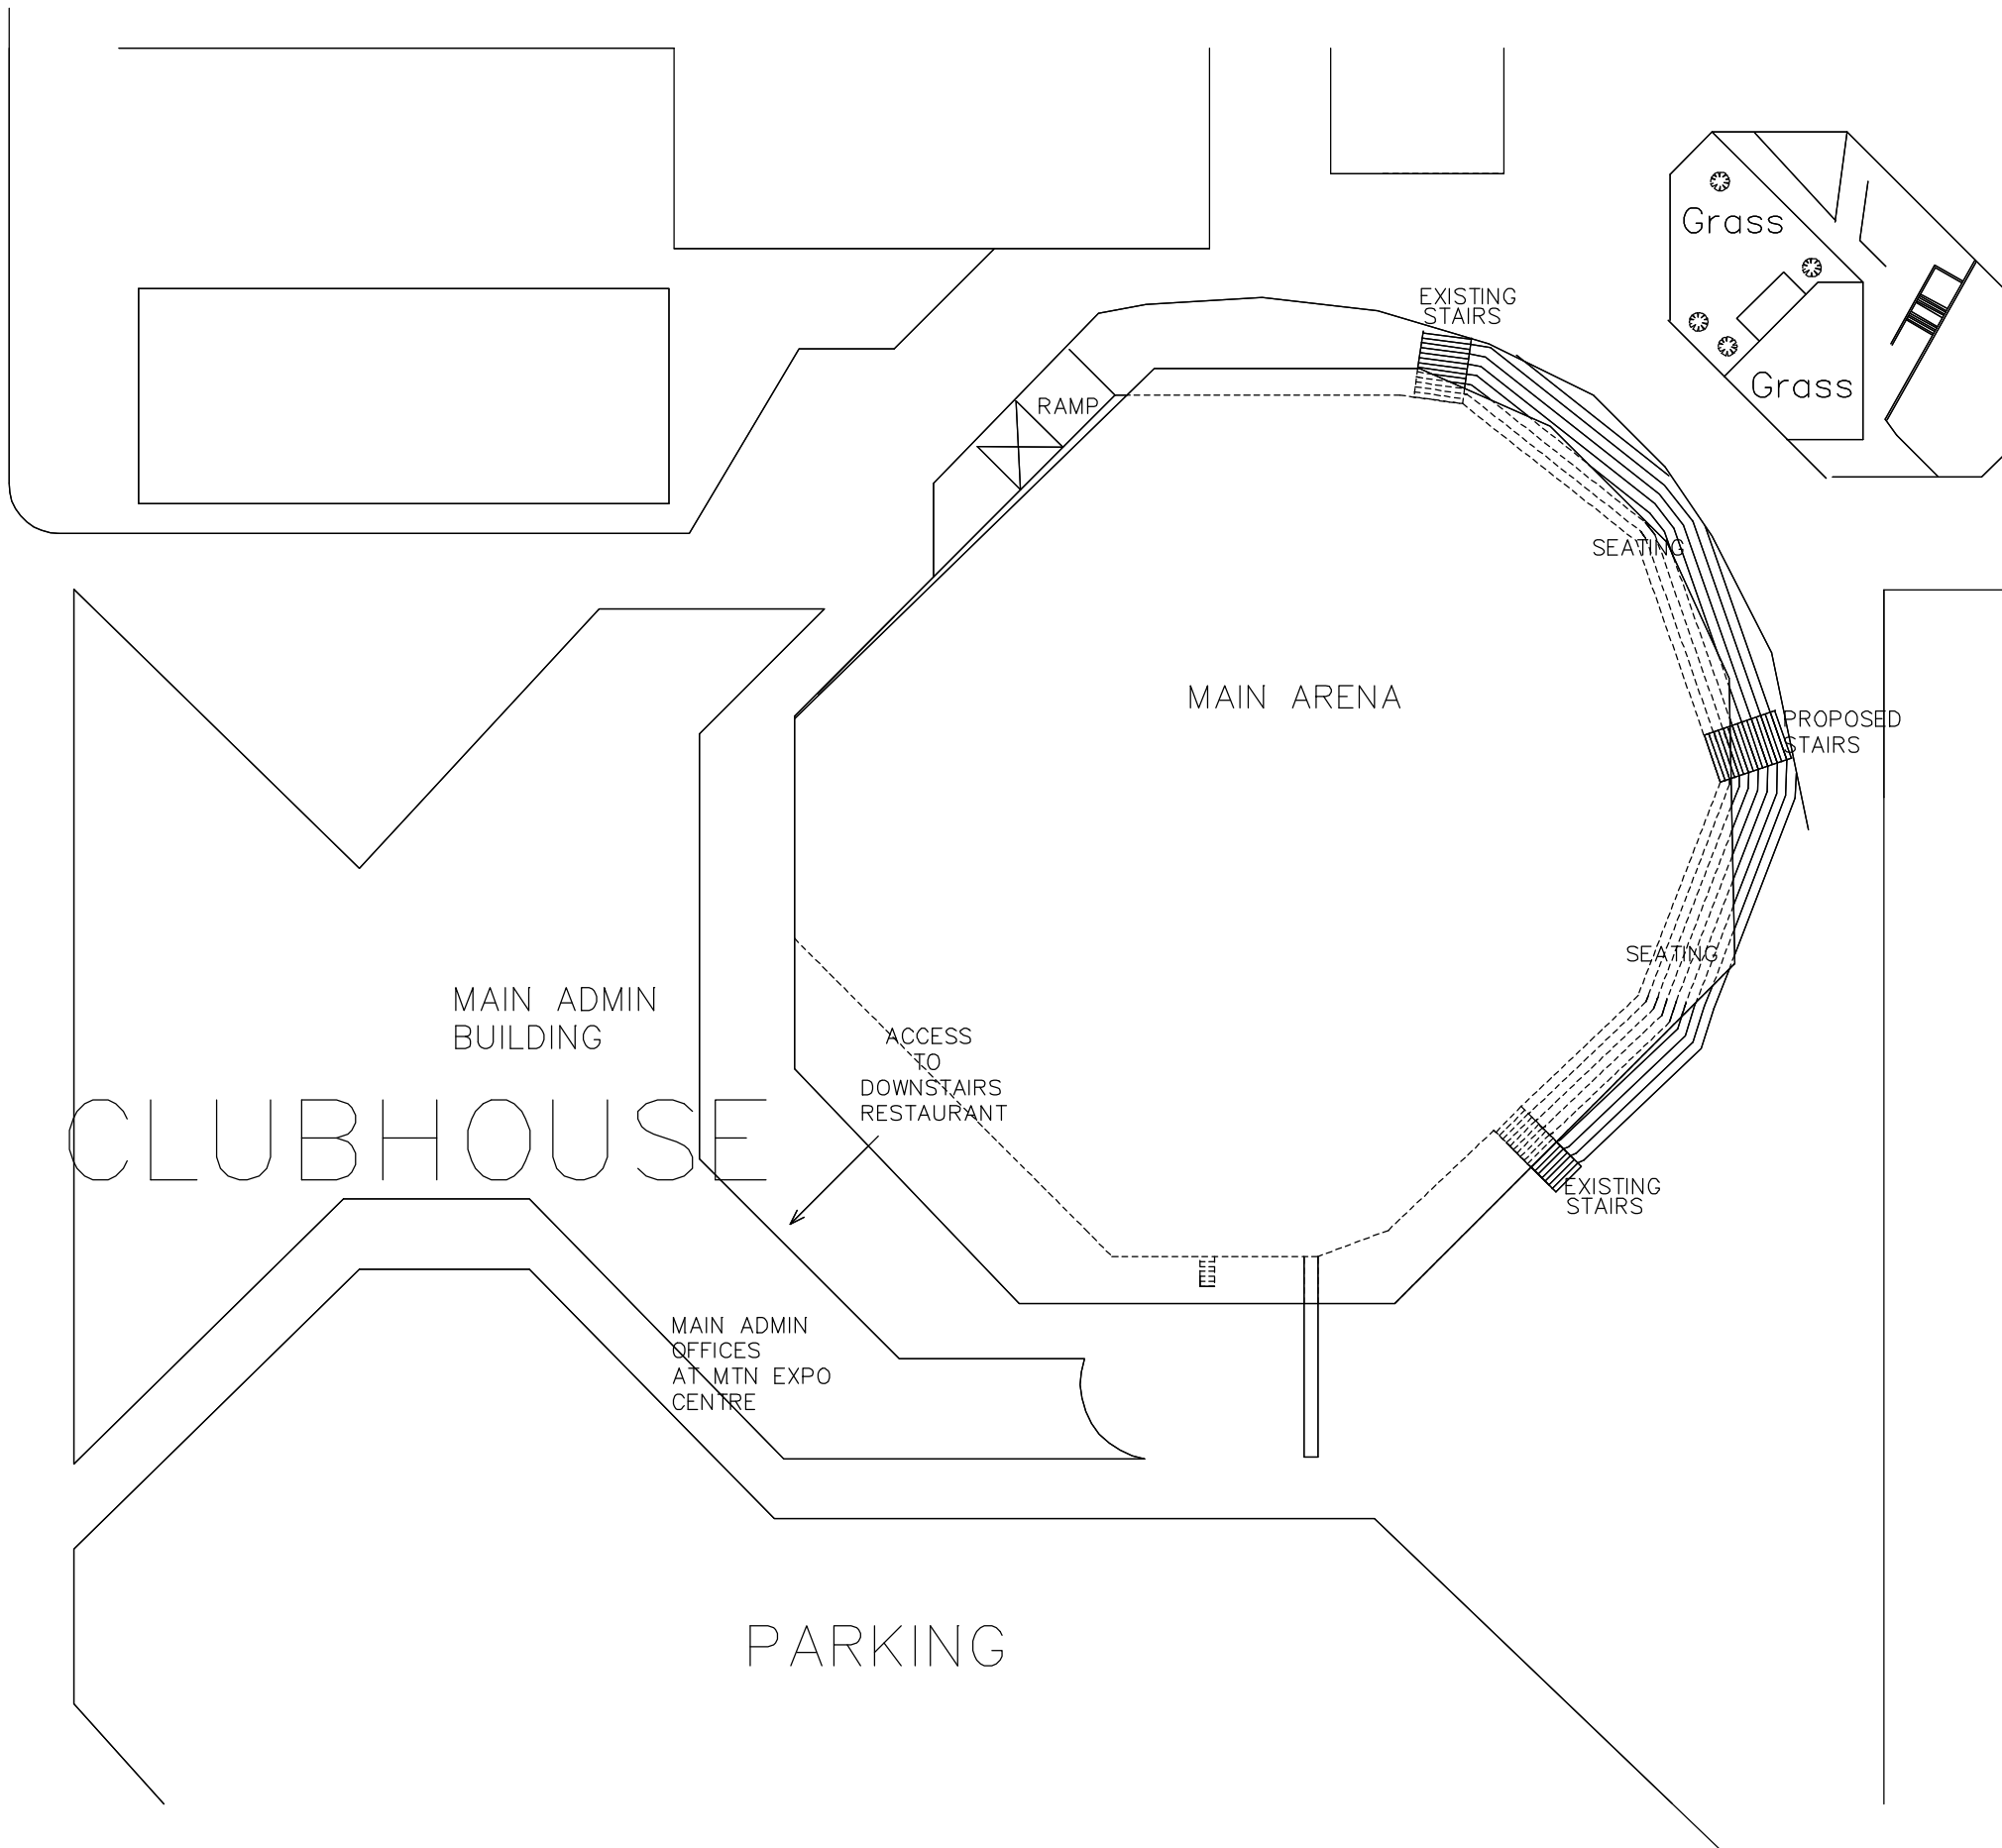 Grass
EXISTING
STAIRS
Grass
RAMP
SEATING
MAIN ARENA
PROPOSED
STAIRS
SEATING
MAIN ADMIN
BUILDING
ACCESS
TO
DOWNSTAIRS
RESTAURANT
CLUBHOUSE
EXISTING
STAIRS
MAIN ADMIN
OFFICES
AT MTN EXPO
CENTRE
PARKING